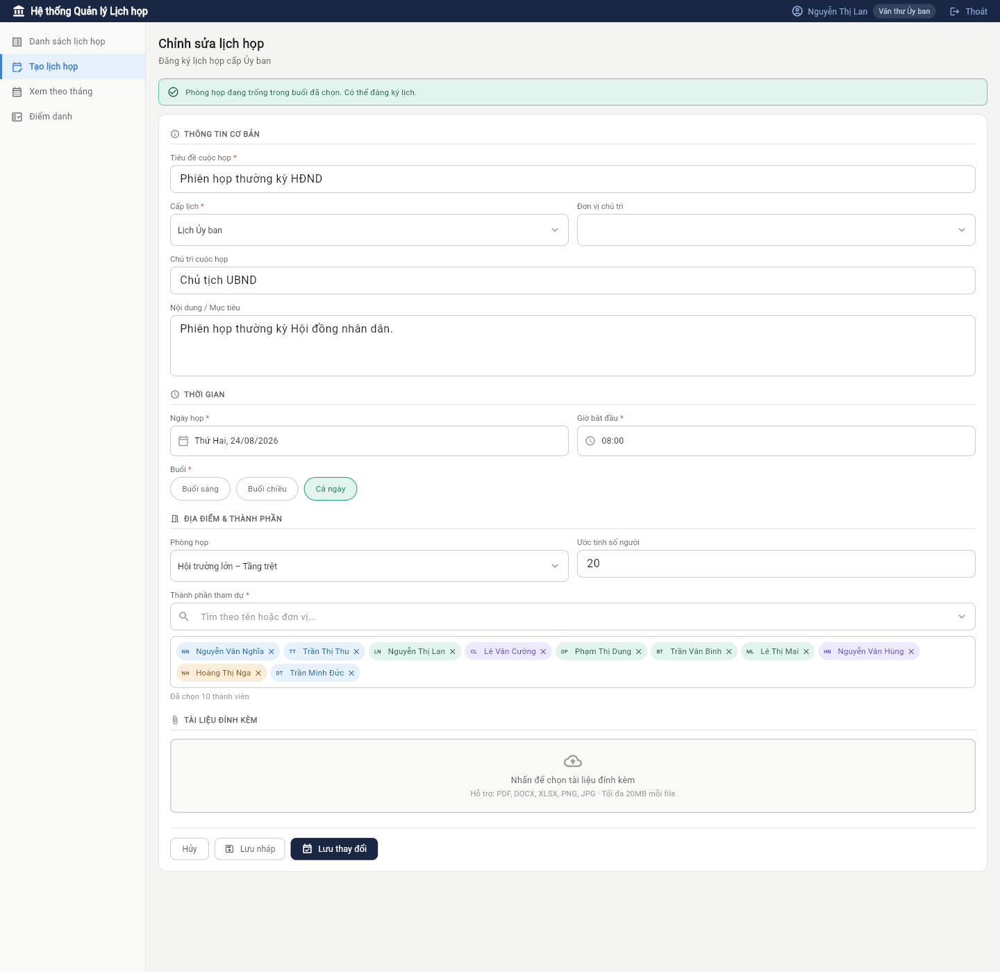 Hệ thống Quản lý Lịch họp
Nguyễn Thị Lan Văn thư Ủy ban Thoát
Danh sách lịch họp
Tạo lịch họp
Xem theo tháng
Điểm danh
Chỉnh sửa lịch họp
Đăng ký lịch họp cấp Ủy ban
Phòng họp đang trống trong buổi đã chọn. Có thể đăng ký lịch.
THÔNG TIN CƠ BẢN
Tiêu đề cuộc họp *
Phiên họp thường kỳ HĐND
Cấp lịch * Đơn vị chủ trì
Lịch Ủy ban
Chủ trì cuộc họp
Chủ tịch UBND
Nội dung / Mục tiêu
Phiên họp thường kỳ Hội đồng nhân dân.
THỜI GIAN
Ngày họp * Giờ bắt đầu *
Thứ Hai, 24/08/2026 08:00
Buổi *
Buổi sáng Buổi chiều Cả ngày
ĐỊA ĐIỂM & THÀNH PHẦN
Phòng họp Ước tính số người
Hội trường lớn – Tầng trệt 20
Thành phần tham dự *
Tìm theo tên hoặc đơn vị...
NN Nguyễn Văn Nghĩa TT Trần Thị Thu LN Nguyễn Thị Lan CL Lê Văn Cường DP Phạm Thị Dung BT Trần Văn Bình ML Lê Thị Mai HN Nguyễn Văn Hùng
NH Hoàng Thị Nga DT Trần Minh Đức
Đã chọn 10 thành viên
TÀI LIỆU ĐÍNH KÈM
Nhấn để chọn tài liệu đính kèm
Hỗ trợ: PDF, DOCX, XLSX, PNG, JPG · Tối đa 20MB mỗi file
Hủy Lưu nháp Lưu thay đổi